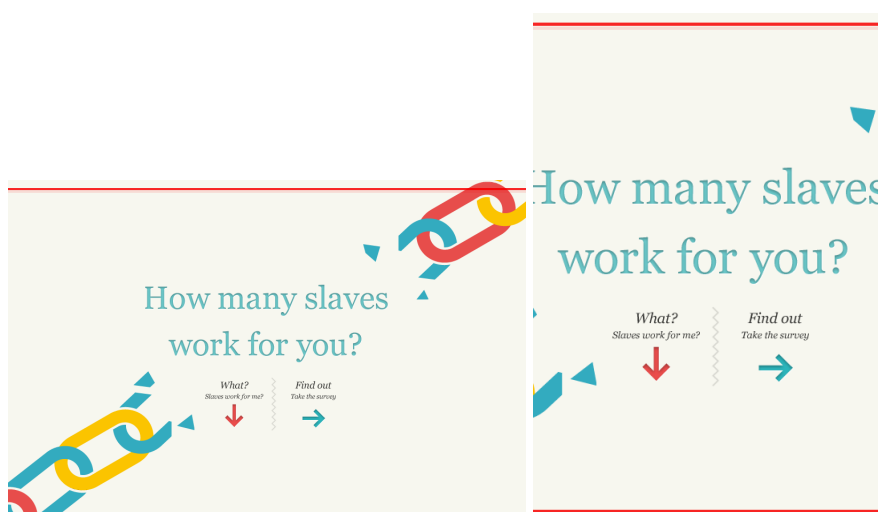 How many slaves
work for you?
What?
Slaves work for me?
Find out
Take the survey
How many slaves
work for you?
What?
Slaves work for me?
Find out
Take the survey